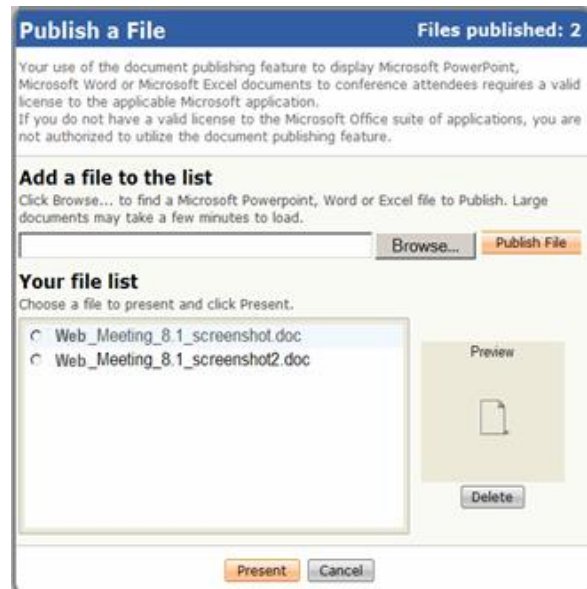 Publish a File Files published: 2
Your use of the document publishing feature to display Microsoft PowerPoint,
Microsoft Word or Microsoft Excel documents to conference attendees requires a valid
license to the applicable Microsoft application.
If you do not have a valid license to the Microsoft Office suite of applications, you are
not authorized to utilize the document publishing feature.
Add a file to the list
Click Browse... to find a Microsoft Powerpoint, Word or Excel file to Publish. Large
documents may take a few minutes to load.
Browse... Publish File
Your file list
Choose a file to present and click Present.
Web_Meeting_8.1_screenshot.doc
Web_Meeting_8.1_screenshot2.doc
Preview
Delete
Present Cancel